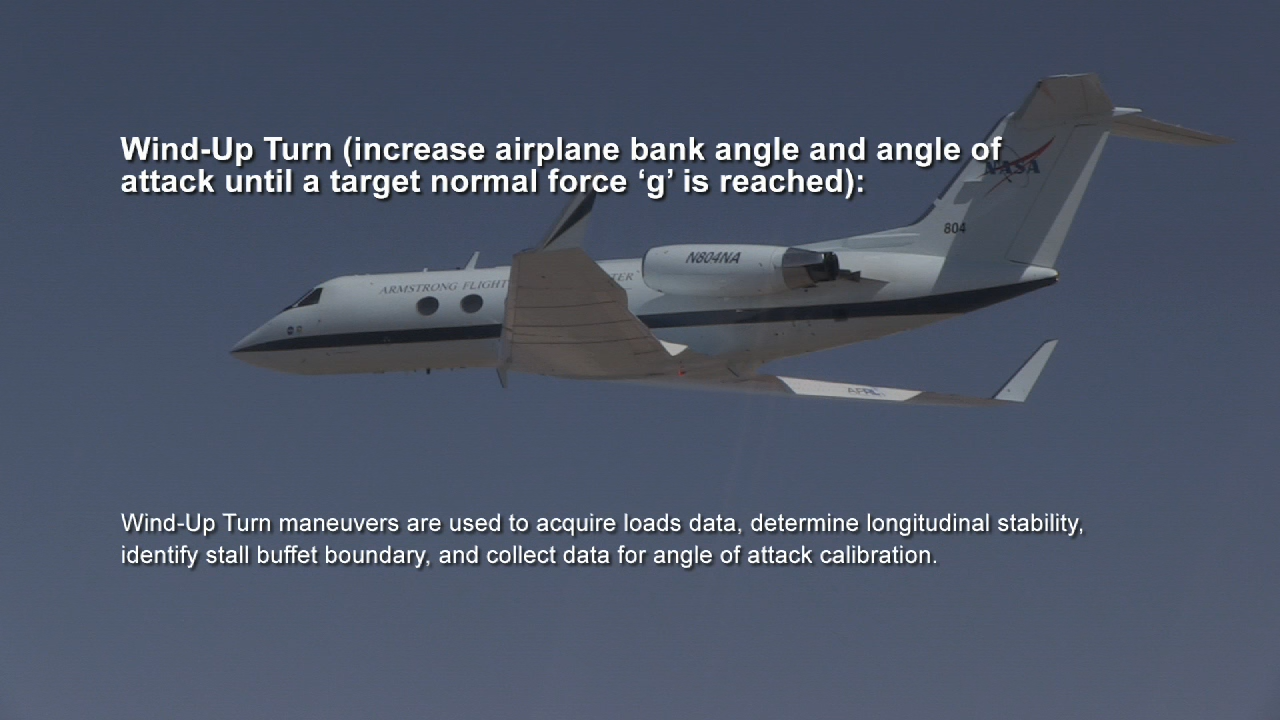 Wind-Up Turn (increase airplane bank angle and angle of
attack until a target normal force ‘g’ is reached):
NASA
804
N804NA
ARMSTRONG FLIGHT
Wind-Up Turn maneuvers are used to acquire loads data, determine longitudinal stability,
identify stall buffet boundary, and collect data for angle of attack calibration.